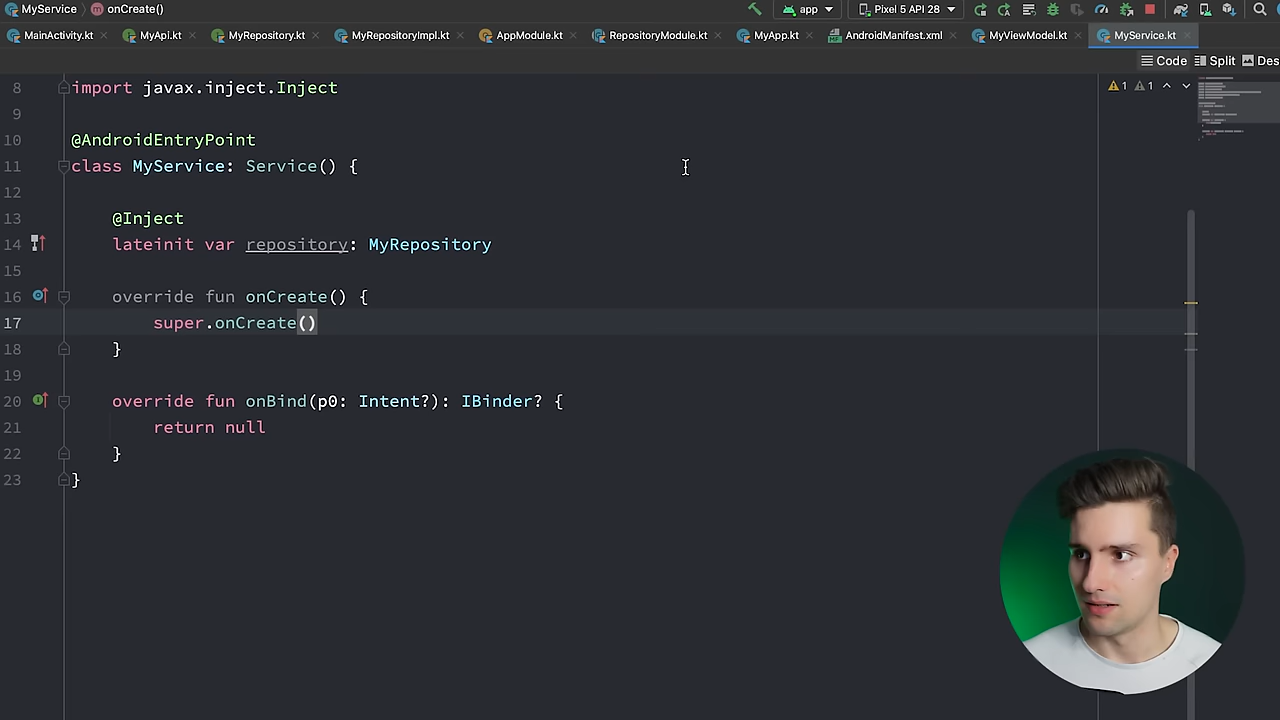 MyService
onCreate()
app
Pixel 5 API 28
MainActivity.kt
MyApi.kt
MyRepository.kt
MyRepositoryImpl.kt
AppModule.kt
RepositoryModule.kt
MyApp.kt
AndroidManifest.xml
MyViewModel.kt
MyService.kt
Code
Split
Des
1
1
8 import javax.inject.Inject
9
10 @AndroidEntryPoint
11 class MyService: Service() {
12
13 @Inject
14 lateinit var repository: MyRepository
15
16 override fun onCreate() {
17 super.onCreate()
18 }
19
20 override fun onBind(p0: Intent?): IBinder? {
21 return null
22 }
23 }